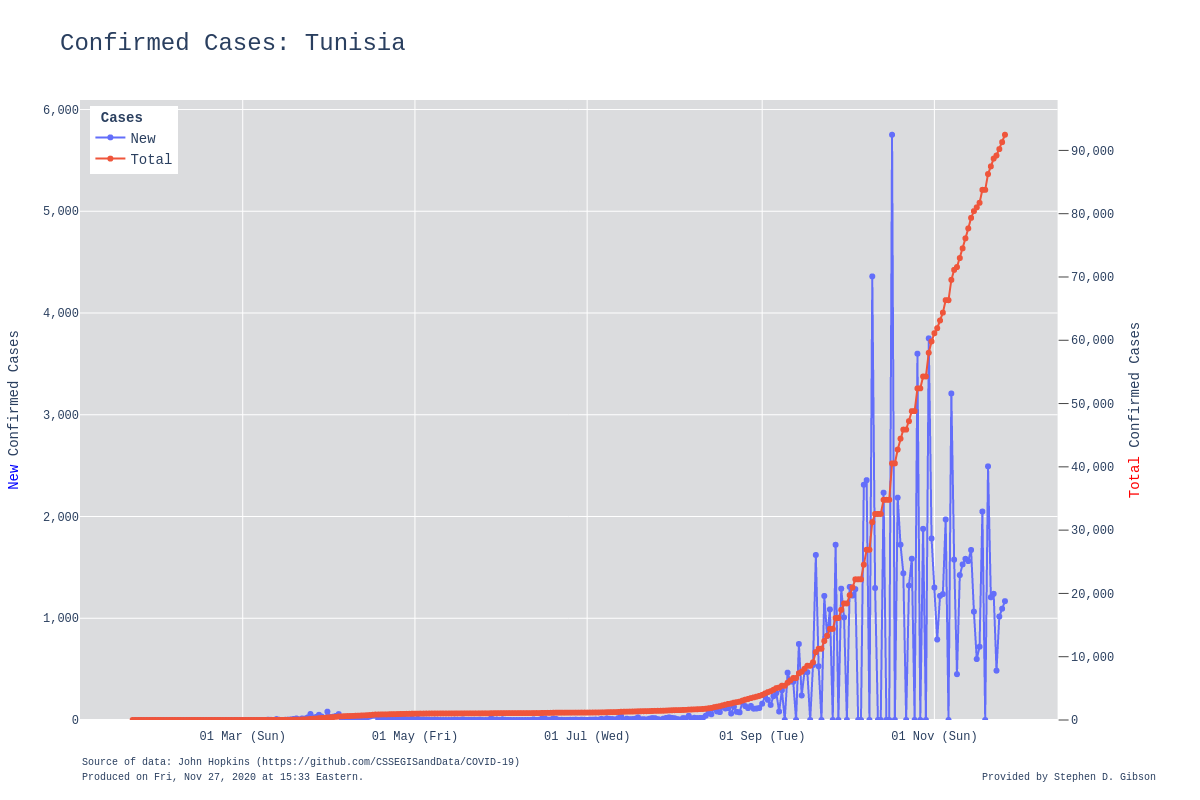 Confirmed Cases: Tunisia
Cases
New
Total
6,000
5,000
4,000
3,000
2,000
1,000
0
New Confirmed Cases
90,000
80,000
70,000
60,000
50,000
40,000
30,000
20,000
10,000
0
Total Confirmed Cases
01 Mar (Sun) 01 May (Fri) 01 Jul (Wed) 01 Sep (Tue) 01 Nov (Sun)
Source of data: John Hopkins (https://github.com/CSSEGISandData/COVID-19)
Produced on Fri, Nov 27, 2020 at 15:33 Eastern.
Provided by Stephen D. Gibson